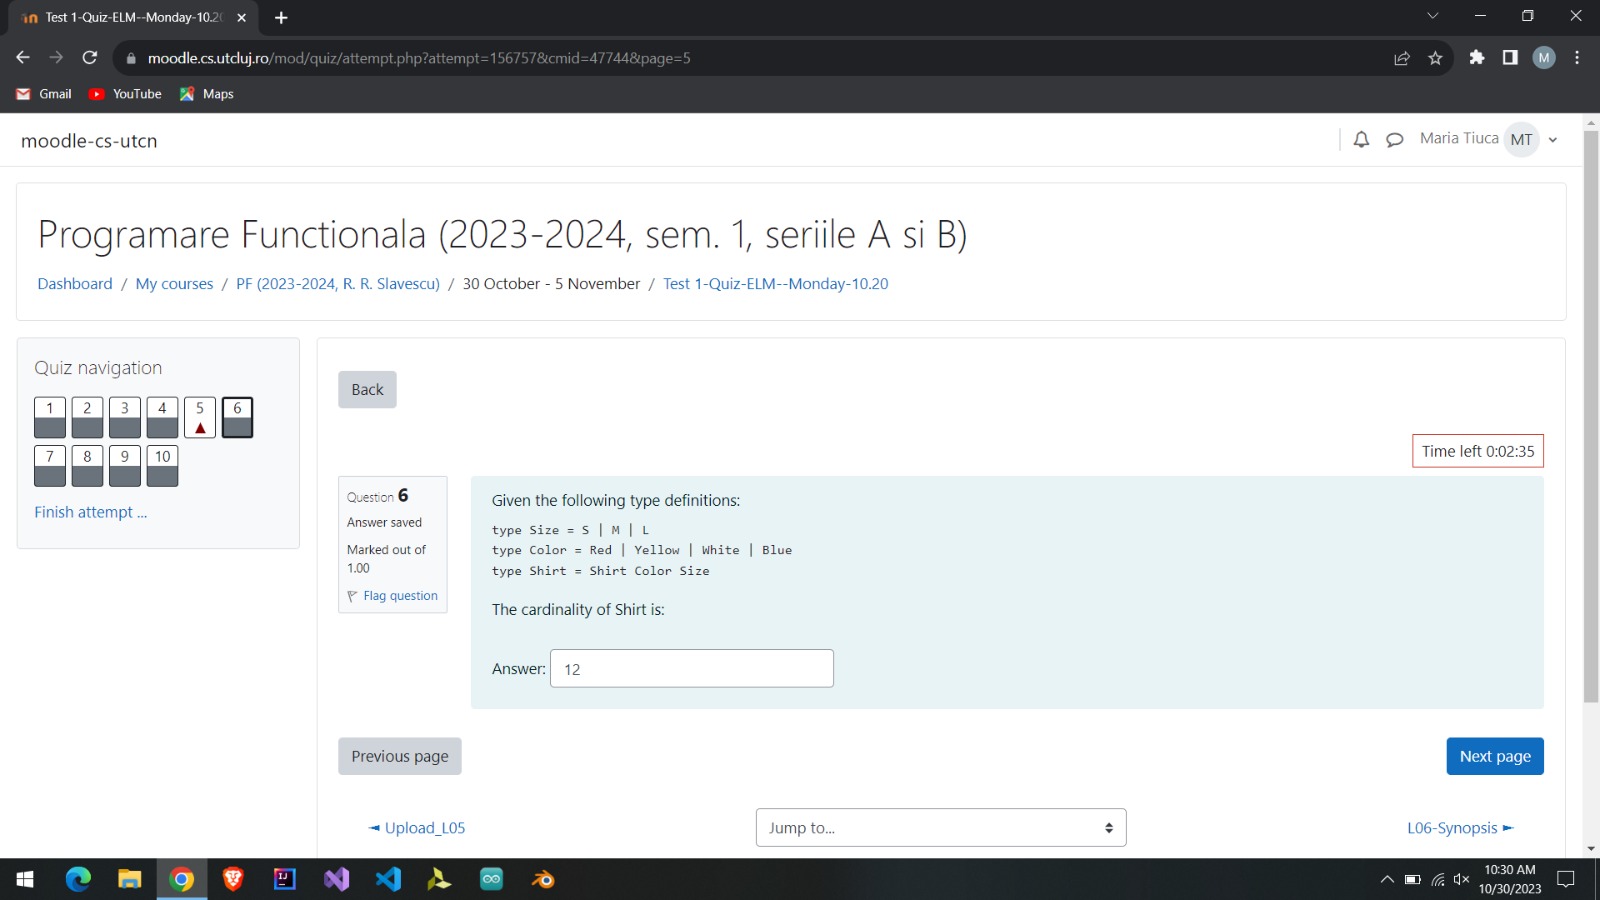 Test 1-Quiz-ELM--Monday-10.20
moodle.cs.utcluj.ro/mod/quiz/attempt.php?attempt=156757&cmid=47744&page=5
M
Gmail
YouTube
Maps
moodle-cs-utcn
Maria Tiuca
MT
Programare Functionala (2023-2024, sem. 1, seriile A si B)
Dashboard / My courses / PF (2023-2024, R. R. Slavescu) / 30 October - 5 November / Test 1-Quiz-ELM--Monday-10.20
Quiz navigation
1 2 3 4 5 6
7 8 9 10
Finish attempt ...
Back
Time left 0:02:35
Question 6
Answer saved
Marked out of
1.00
Flag question
Given the following type definitions:
type Size = S | M | L
type Color = Red | Yellow | White | Blue
type Shirt = Shirt Color Size
The cardinality of Shirt is:
Answer: 12
Previous page
Next page
◄ Upload_L05
Jump to...
L06-Synopsis ►
10:30 AM
10/30/2023